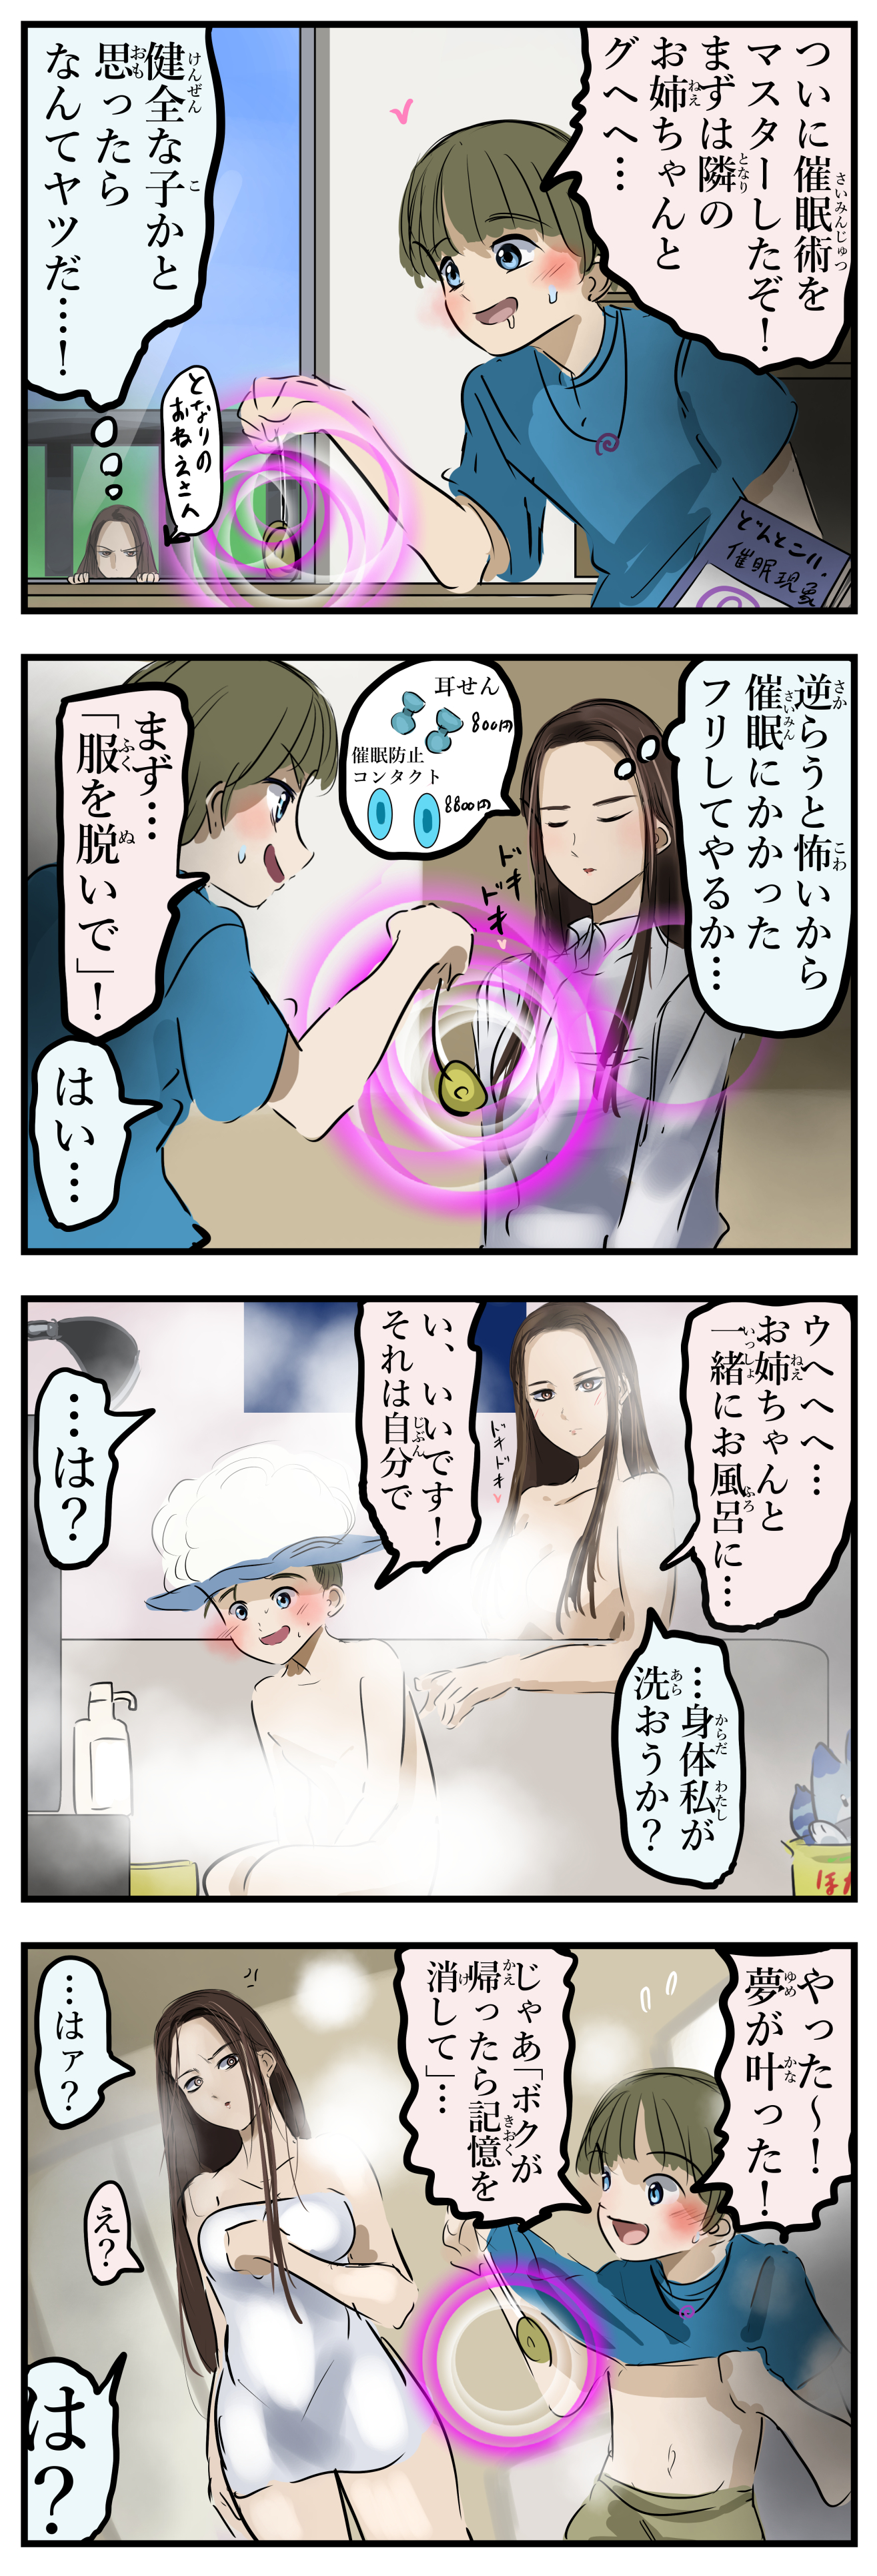 ついに催眠術を
マスターしたぞ！
まずは隣の
お姉ちゃんと
グヘヘ…
健全な子かと
思ったら
なんてヤツだ…！
となりの
おねえさん
どんとこい、
催眠現象
逆らうと怖いから
催眠にかかった
フリしてやるか…
耳せん
800円
催眠防止
コンタクト
8800円
ドキ
ドキ
まず…
「服を脱いで」！
はい…
ウヘヘヘ…
お姉ちゃんと
一緒にお風呂に…
…身体私が
洗おうか？
ドキドキ
い、いいです！
それは自分で
…は？
やった〜！
夢が叶った！
じゃあ「ボクが
帰ったら記憶を
消して」…
…はァ？
え？
は？